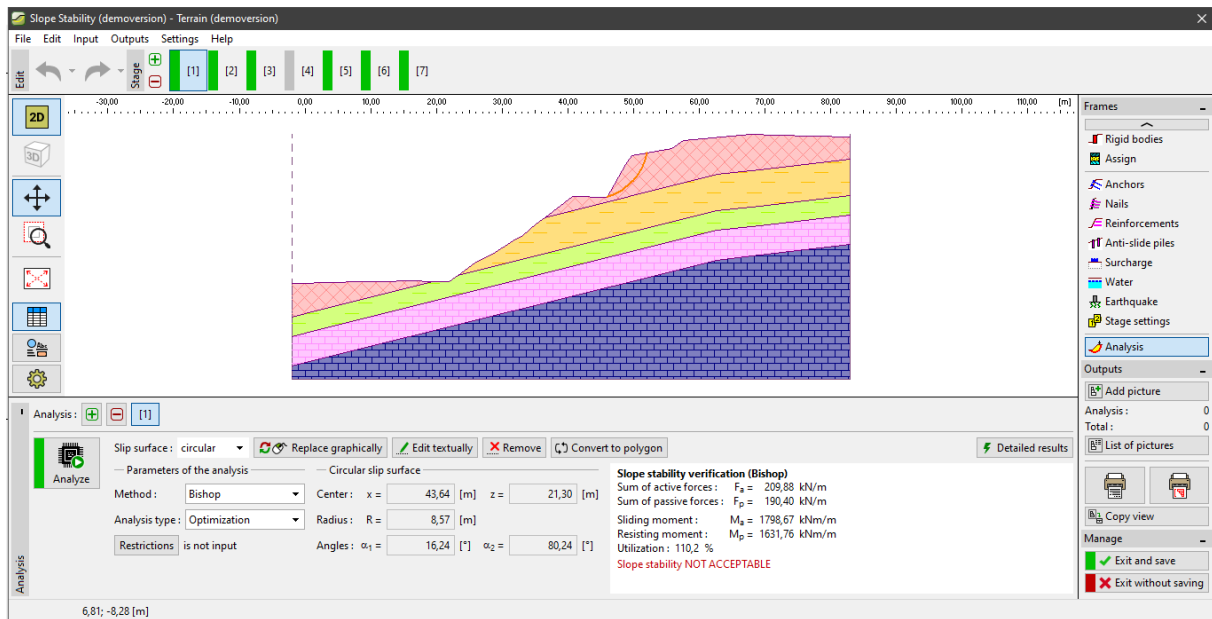 Slope Stability (demoversion) - Terrain (demoversion)
File Edit Input Outputs Settings Help
Edit Stage [1] [2] [3] [4] [5] [6] [7]
-30,00 -20,00 -10,00 0,00 10,00 20,00 30,00 40,00 50,00 60,00 70,00 80,00 90,00 100,00 110,00 [m]
2D
3D
Abc
Frames
Rigid bodies
Assign
Anchors
Nails
Reinforcements
Anti-slide piles
Surcharge
Water
Earthquake
Stage settings
Analysis
Outputs
Add picture
Analysis : 0
Total : 0
List of pictures
Copy view
Manage
Exit and save
Exit without saving
Analysis
Analysis : [1]
Analyze
Slip surface : circular Replace graphically Edit textually Remove Convert to polygon Detailed results
Parameters of the analysis
Method : Bishop
Analysis type : Optimization
Restrictions is not input
Circular slip surface
Center : x = 43,64 [m] z = 21,30 [m]
Radius : R = 8,57 [m]
Angles : α1 = 16,24 [°] α2 = 80,24 [°]
Slope stability verification (Bishop)
Sum of active forces : Fa = 209,88 kN/m
Sum of passive forces : Fp = 190,40 kN/m
Sliding moment : Ma = 1798,67 kNm/m
Resisting moment : Mp = 1631,76 kNm/m
Utilization : 110,2 %
Slope stability NOT ACCEPTABLE
6,81; -8,28 [m]